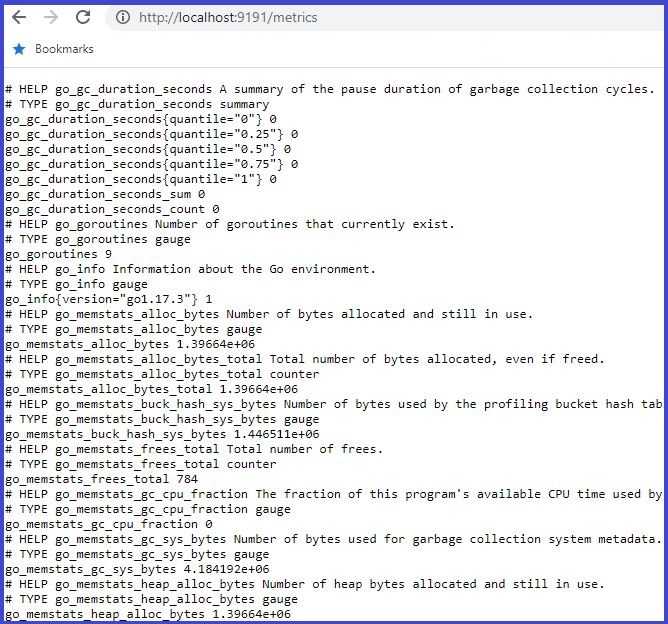 http://localhost:9191/metrics
Bookmarks
# HELP go_gc_duration_seconds A summary of the pause duration of garbage collection cycles.
# TYPE go_gc_duration_seconds summary
go_gc_duration_seconds{quantile="0"} 0
go_gc_duration_seconds{quantile="0.25"} 0
go_gc_duration_seconds{quantile="0.5"} 0
go_gc_duration_seconds{quantile="0.75"} 0
go_gc_duration_seconds{quantile="1"} 0
go_gc_duration_seconds_sum 0
go_gc_duration_seconds_count 0
# HELP go_goroutines Number of goroutines that currently exist.
# TYPE go_goroutines gauge
go_goroutines 9
# HELP go_info Information about the Go environment.
# TYPE go_info gauge
go_info{version="go1.17.3"} 1
# HELP go_memstats_alloc_bytes Number of bytes allocated and still in use.
# TYPE go_memstats_alloc_bytes gauge
go_memstats_alloc_bytes 1.39664e+06
# HELP go_memstats_alloc_bytes_total Total number of bytes allocated, even if freed.
# TYPE go_memstats_alloc_bytes_total counter
go_memstats_alloc_bytes_total 1.39664e+06
# HELP go_memstats_buck_hash_sys_bytes Number of bytes used by the profiling bucket hash tab
# TYPE go_memstats_buck_hash_sys_bytes gauge
go_memstats_buck_hash_sys_bytes 1.446511e+06
# HELP go_memstats_frees_total Total number of frees.
# TYPE go_memstats_frees_total counter
go_memstats_frees_total 784
# HELP go_memstats_gc_cpu_fraction The fraction of this program's available CPU time used by
# TYPE go_memstats_gc_cpu_fraction gauge
go_memstats_gc_cpu_fraction 0
# HELP go_memstats_gc_sys_bytes Number of bytes used for garbage collection system metadata.
# TYPE go_memstats_gc_sys_bytes gauge
go_memstats_gc_sys_bytes 4.184192e+06
# HELP go_memstats_heap_alloc_bytes Number of heap bytes allocated and still in use.
# TYPE go_memstats_heap_alloc_bytes gauge
go_memstats_heap_alloc_bytes 1.39664e+06